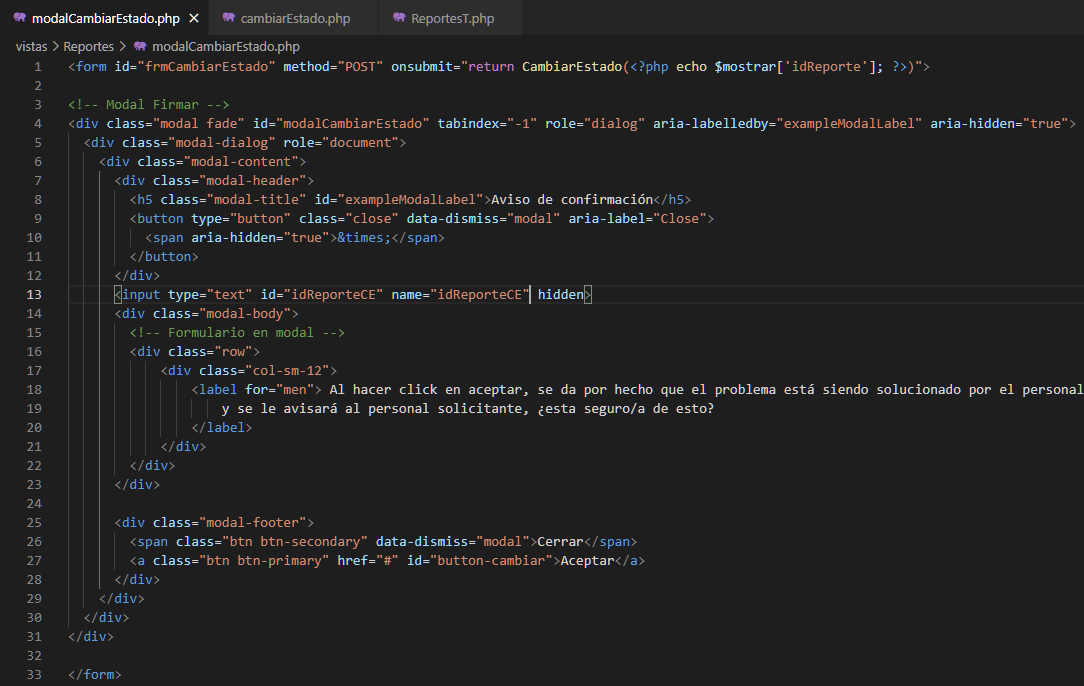 modalCambiarEstado.php × cambiarEstado.php ReportesT.php
vistas > Reportes > modalCambiarEstado.php
1 <form id="frmCambiarEstado" method="POST" onsubmit="return CambiarEstado(<?php echo $mostrar['idReporte']; ?>)">
2
3 <!-- Modal Firmar -->
4 <div class="modal fade" id="modalCambiarEstado" tabindex="-1" role="dialog" aria-labelledby="exampleModalLabel" aria-hidden="true">
5 <div class="modal-dialog" role="document">
6 <div class="modal-content">
7 <div class="modal-header">
8 <h5 class="modal-title" id="exampleModalLabel">Aviso de confirmación</h5>
9 <button type="button" class="close" data-dismiss="modal" aria-label="Close">
10 <span aria-hidden="true">&times;</span>
11 </button>
12 </div>
13 <input type="text" id="idReporteCE" name="idReporteCE" hidden>
14 <div class="modal-body">
15 <!-- Formulario en modal -->
16 <div class="row">
17 <div class="col-sm-12">
18 <label for="men"> Al hacer click en aceptar, se da por hecho que el problema está siendo solucionado por el personal
19 y se le avisará al personal solicitante, ¿esta seguro/a de esto?
20 </label>
21 </div>
22 </div>
23 </div>
24
25 <div class="modal-footer">
26 <span class="btn btn-secondary" data-dismiss="modal">Cerrar</span>
27 <a class="btn btn-primary" href="#" id="button-cambiar">Aceptar</a>
28 </div>
29 </div>
30 </div>
31 </div>
32
33 </form>